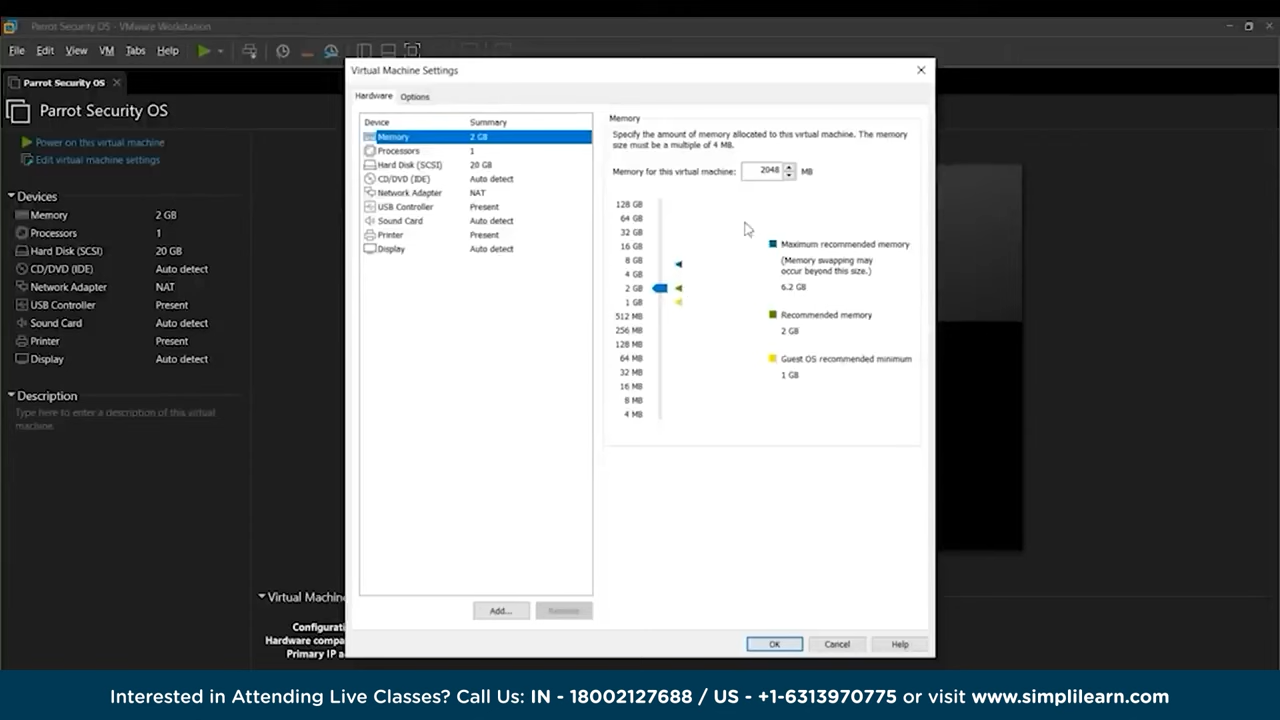 Parrot Security OS - VMware Workstation
File Edit View VM Tabs Help
Parrot Security OS
Parrot Security OS
Power on this virtual machine
Edit virtual machine settings
Devices
Memory 2 GB
Processors 1
Hard Disk (SCSI) 20 GB
CD/DVD (IDE) Auto detect
Network Adapter NAT
USB Controller Present
Sound Card Auto detect
Printer Present
Display Auto detect
Description
Type here to enter a description of this virtual
machine.
Virtual Machine Settings
Hardware Options
Device Summary
Memory 2 GB
Processors 1
Hard Disk (SCSI) 20 GB
CD/DVD (IDE) Auto detect
Network Adapter NAT
USB Controller Present
Sound Card Auto detect
Printer Present
Display Auto detect
Add... Remove
Memory
Specify the amount of memory allocated to this virtual machine. The memory
size must be a multiple of 4 MB.
Memory for this virtual machine: 2048 MB
128 GB
64 GB
32 GB
16 GB
8 GB
4 GB
2 GB
1 GB
512 MB
256 MB
128 MB
64 MB
32 MB
16 MB
8 MB
4 MB
Maximum recommended memory
(Memory swapping may
occur beyond this size.)
6.2 GB
Recommended memory
2 GB
Guest OS recommended minimum
1 GB
OK Cancel Help
Virtual Machin
Configurati
Hardware compa
Primary IP a
Interested in Attending Live Classes? Call Us: IN - 18002127688 / US - +1-6313970775 or visit www.simplilearn.com